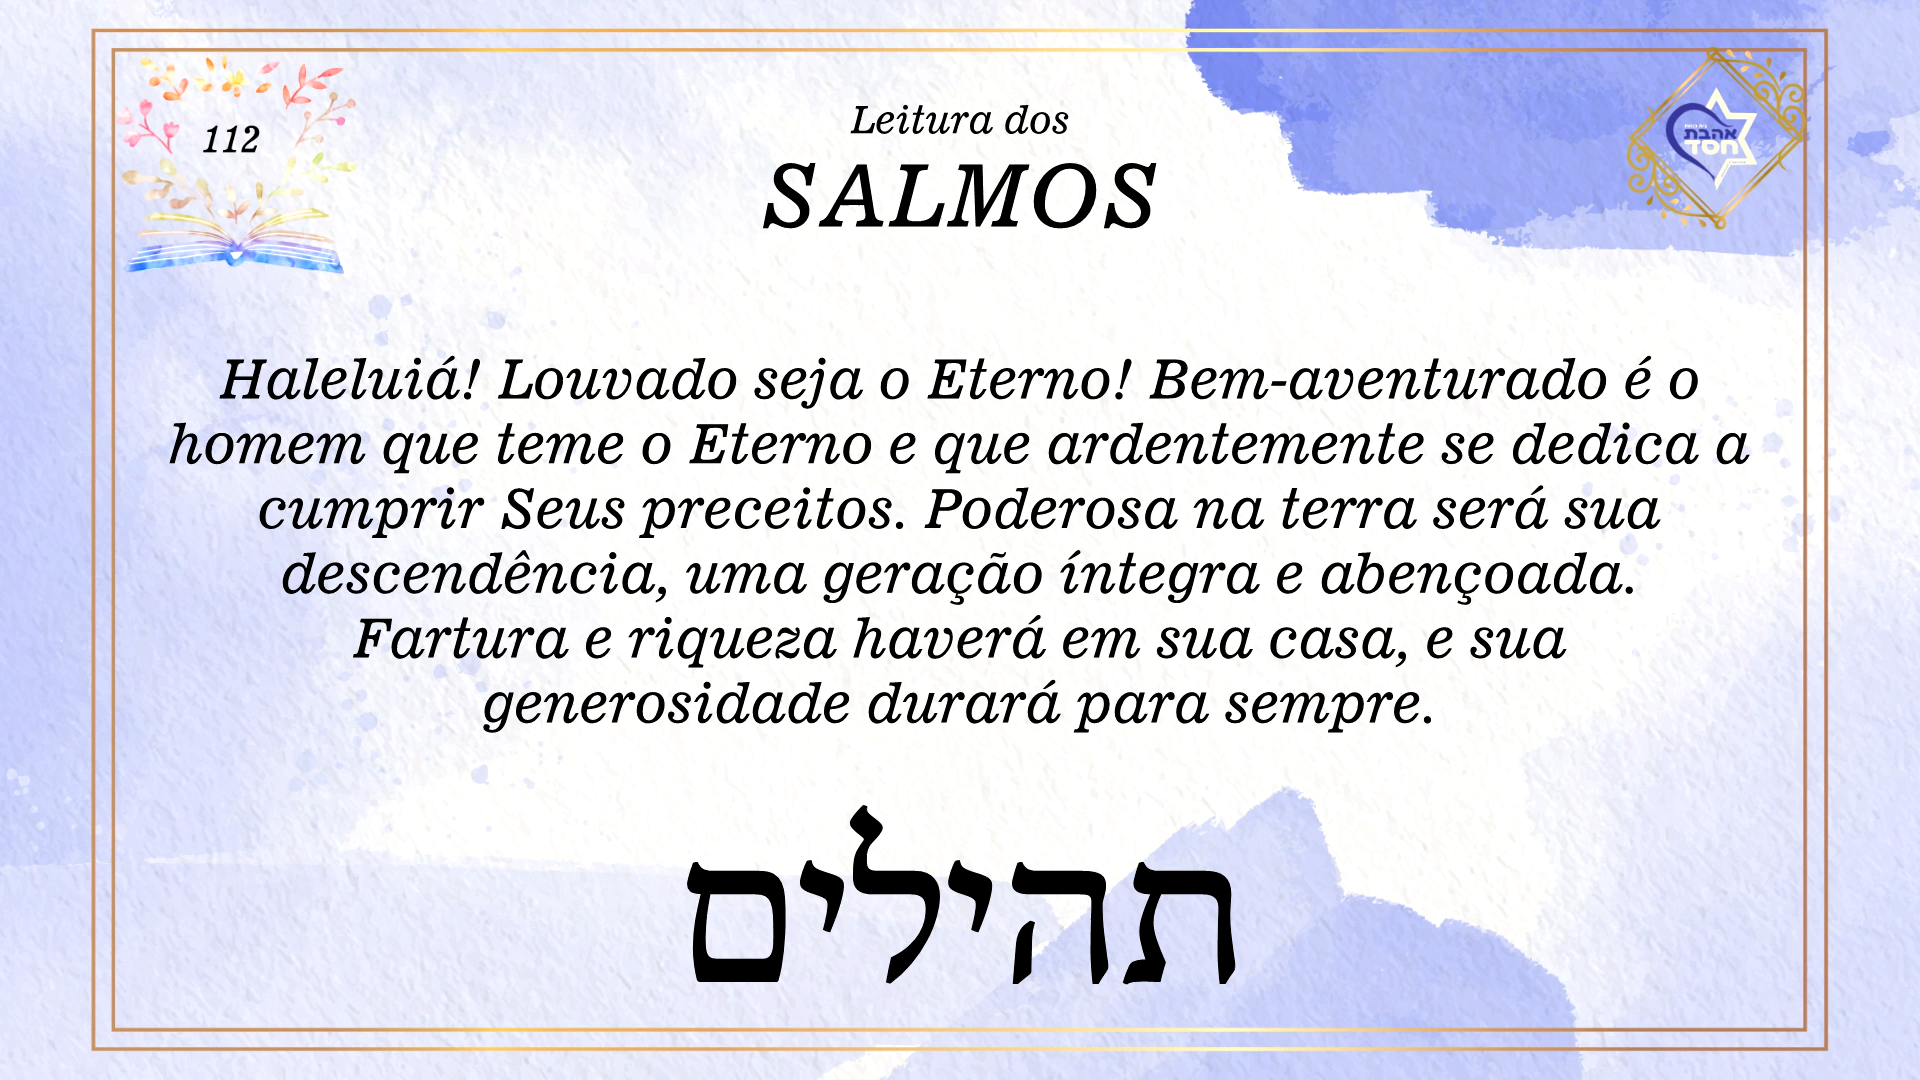 112
Leitura dos
SALMOS
אהבת
חסד
Haleluiá! Louvado seja o Eterno! Bem-aventurado é o
homem que teme o Eterno e que ardentemente se dedica a
cumprir Seus preceitos. Poderosa na terra será sua
descendência, uma geração íntegra e abençoada.
Fartura e riqueza haverá em sua casa, e sua
generosidade durará para sempre.
תהילים